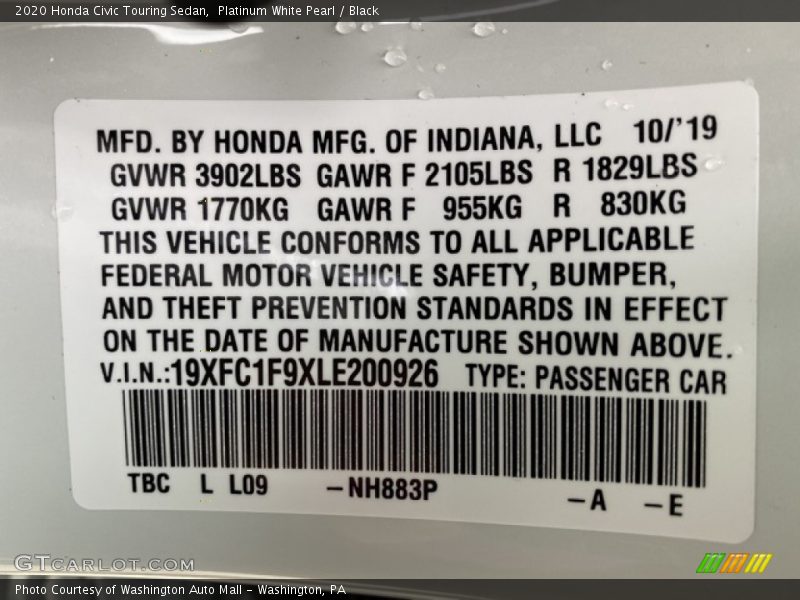 2020 Honda Civic Touring Sedan, Platinum White Pearl / Black
MFD. BY HONDA MFG. OF INDIANA, LLC 10/'19
GVWR 3902LBS GAWR F 2105LBS R 1829LBS
GVWR 1770KG GAWR F 955KG R 830KG
THIS VEHICLE CONFORMS TO ALL APPLICABLE
FEDERAL MOTOR VEHICLE SAFETY, BUMPER,
AND THEFT PREVENTION STANDARDS IN EFFECT
ON THE DATE OF MANUFACTURE SHOWN ABOVE.
V.I.N.:19XFC1F9XLE200926 TYPE: PASSENGER CAR
TBC L L09 -NH883P -A -E
GTCARLOT.COM
Photo Courtesy of Washington Auto Mall - Washington, PA